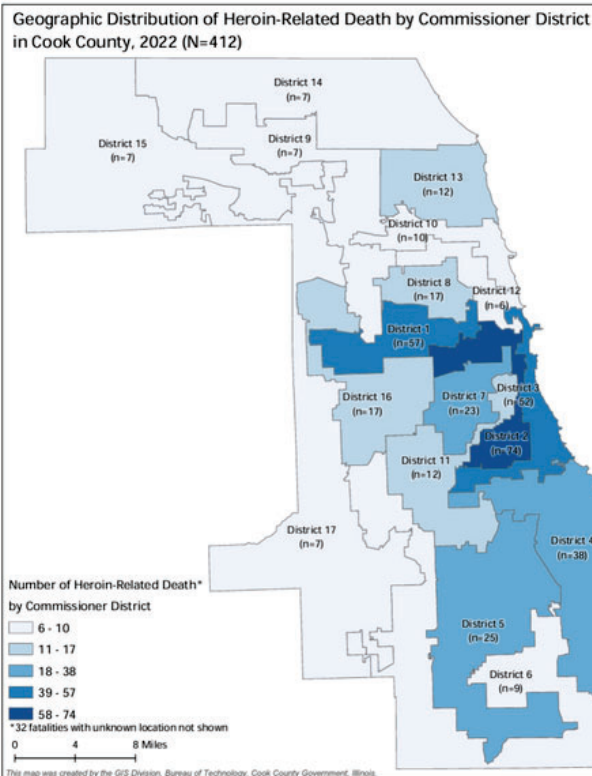 Geographic Distribution of Heroin-Related Death by Commissioner District
in Cook County, 2022 (N=412)
District 14
(n=7)
District 15
(n=7)
District 9
(n=7)
District 13
(n=12)
District 10
(n=10)
District 8
(n=17)
District 12
(n=6)
District 1
(n=57)
District 16
(n=17)
District 7
(n=23)
District 3
(n=52)
District 2
(n=74)
District 11
(n=12)
District 17
(n=7)
District 4
(n=38)
District 5
(n=25)
District 6
(n=9)
Number of Heroin-Related Death*
by Commissioner District
6 - 10
11 - 17
18 - 38
39 - 57
58 - 74
*32 fatalities with unknown location not shown
0 4 8 Miles
This map was created by the GIS Division, Bureau of Technology, Cook County Government, Illinois.